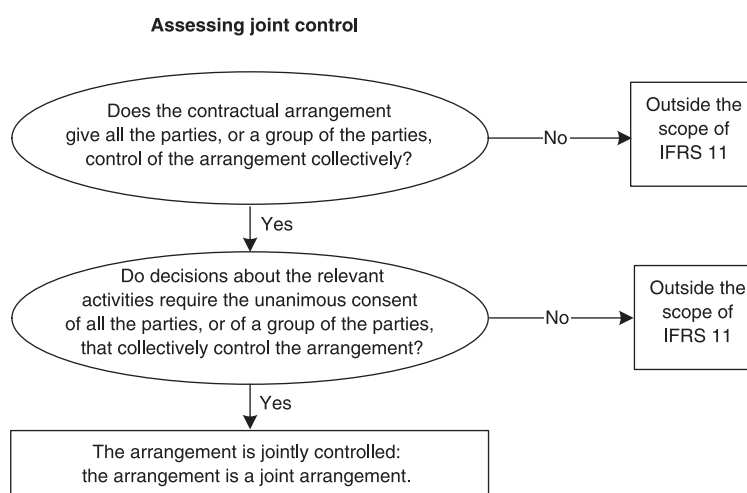 Assessing joint control
Does the contractual arrangement
give all the parties, or a group of the parties,
control of the arrangement collectively?
No
Outside the
scope of
IFRS 11
Yes
Do decisions about the relevant
activities require the unanimous consent
of all the parties, or of a group of the parties,
that collectively control the arrangement?
No
Outside the
scope of
IFRS 11
Yes
The arrangement is jointly controlled:
the arrangement is a joint arrangement.